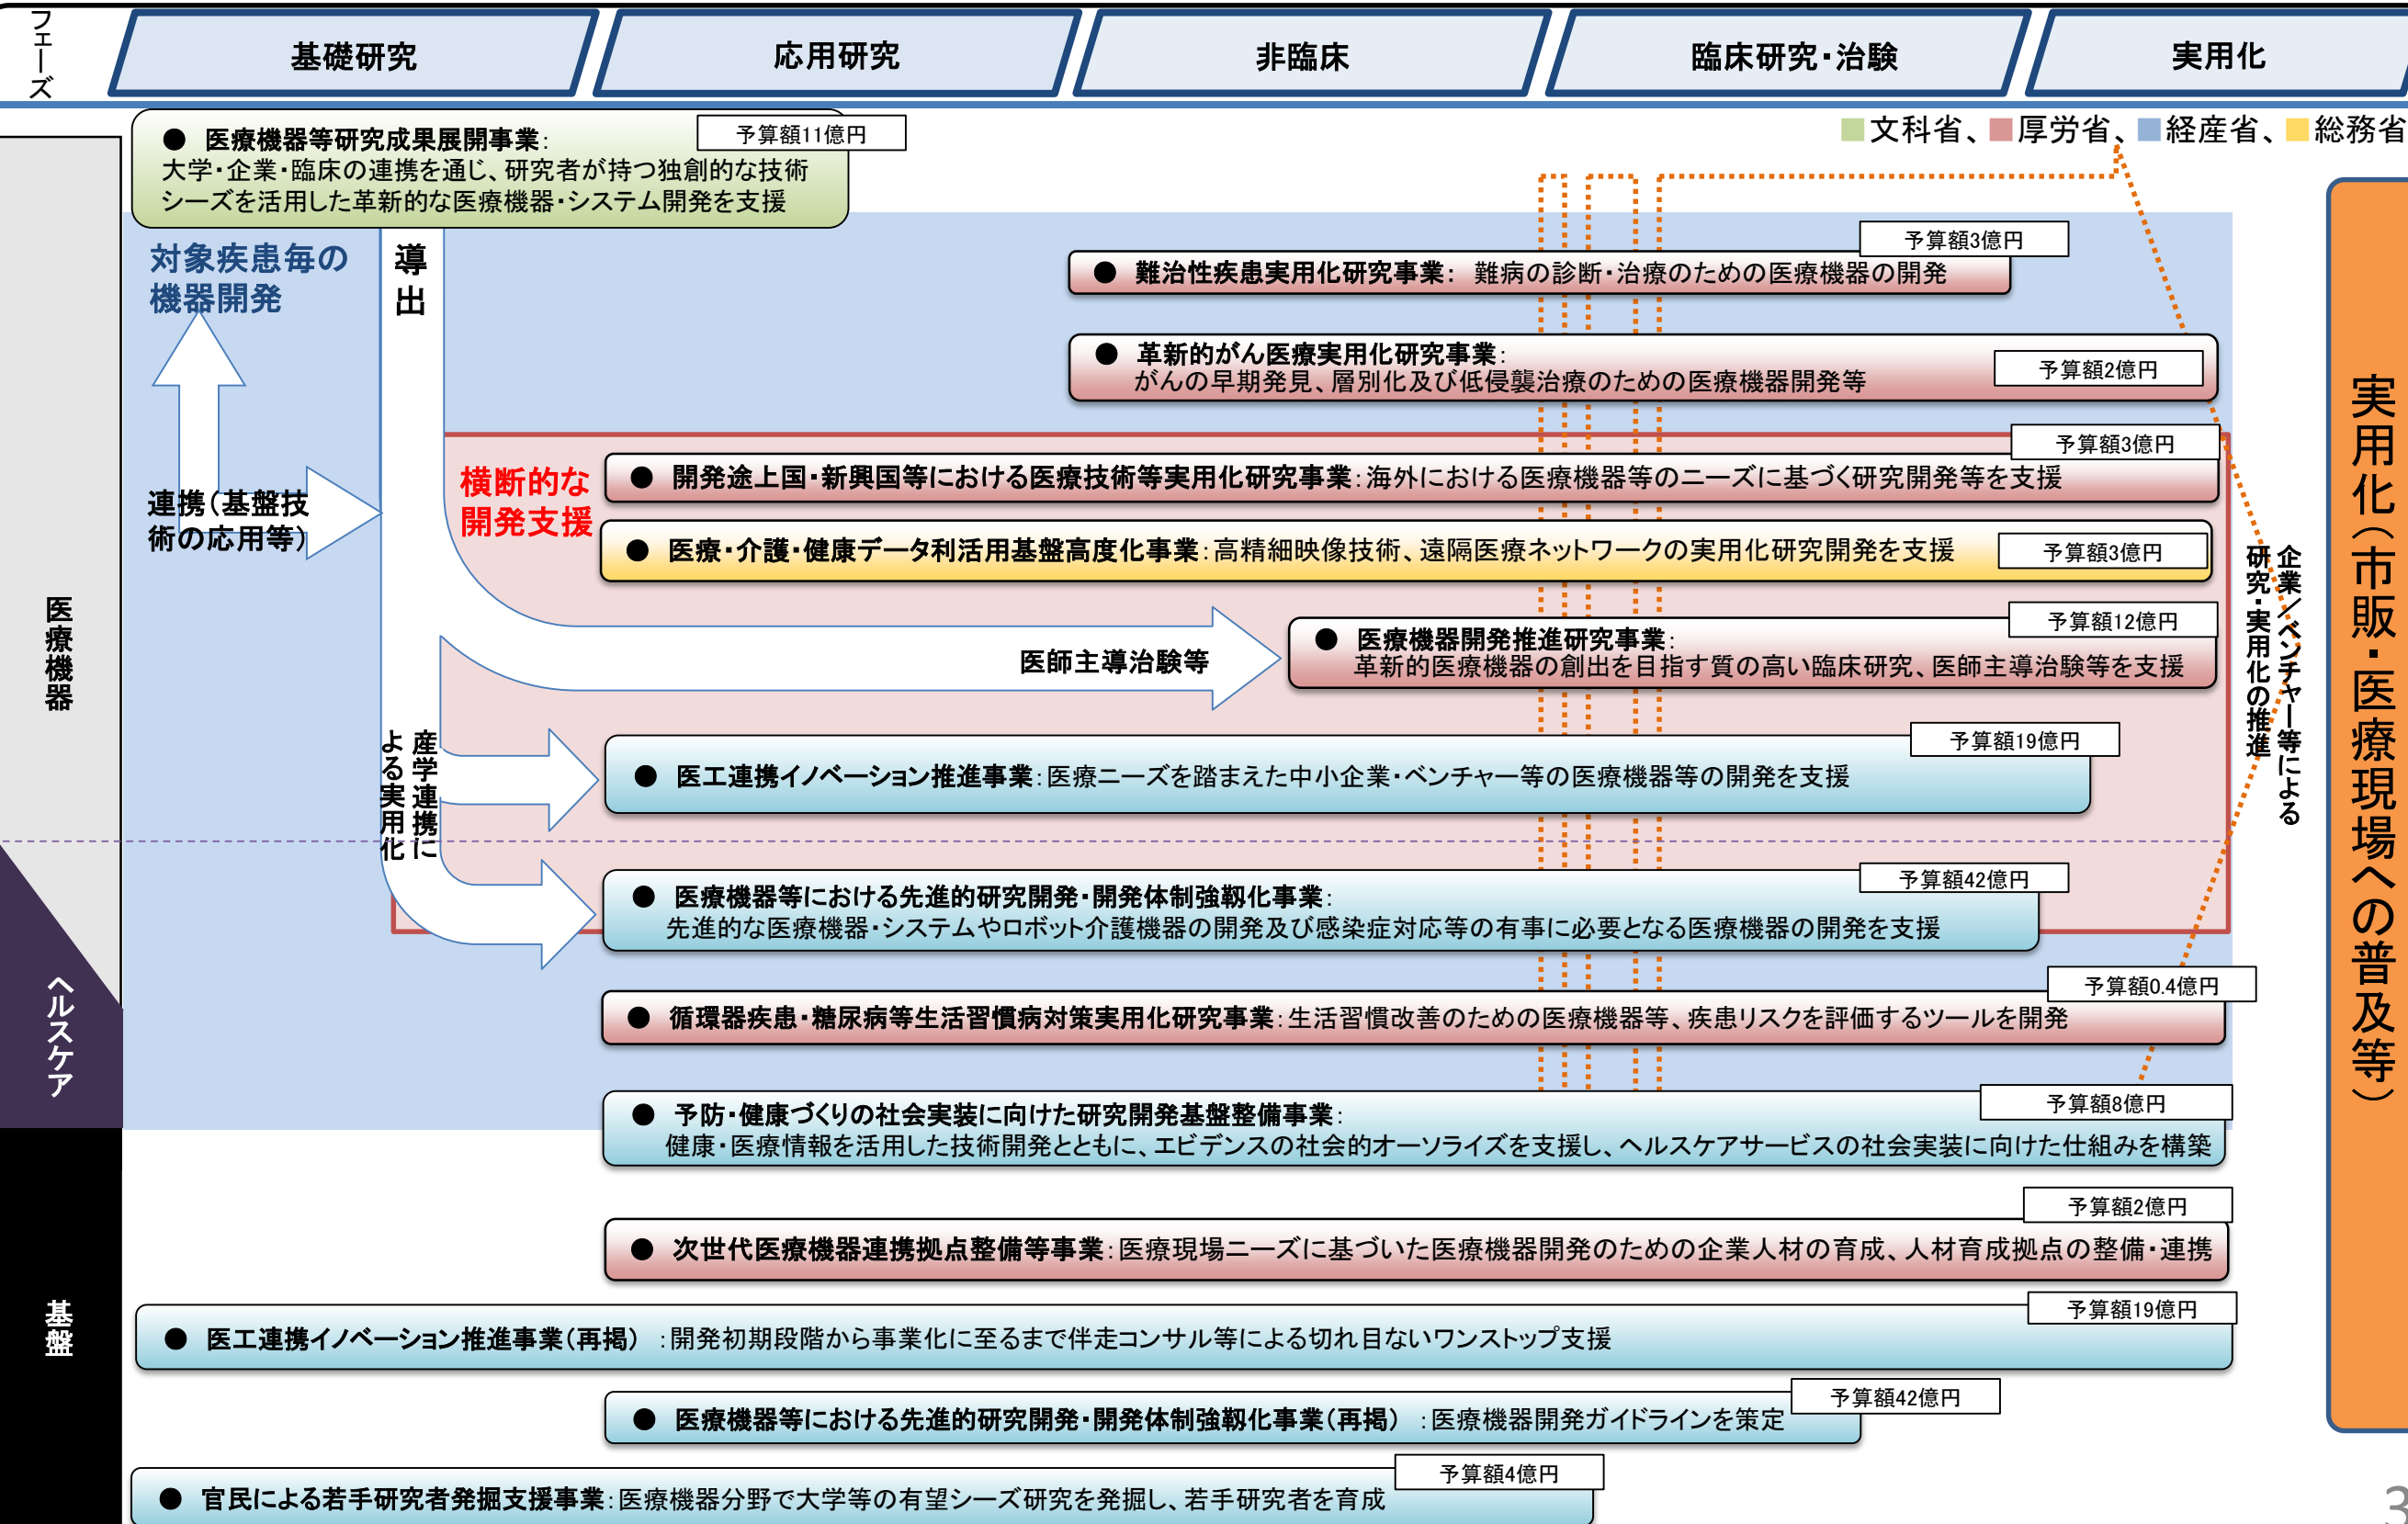 フェーズ
基礎研究
応用研究
非臨床
臨床研究・治験
実用化
■文科省、■厚労省、■経産省、■総務省
● 医療機器等研究成果展開事業:
予算額11億円
大学・企業・臨床の連携を通じ、研究者が持つ独創的な技術
シーズを活用した革新的な医療機器・システム開発を支援
対象疾患毎の
機器開発
導出
予算額3億円
● 難治性疾患実用化研究事業: 難病の診断・治療のための医療機器の開発
● 革新的がん医療実用化研究事業:
がんの早期発見、層別化及び低侵襲治療のための医療機器開発等
予算額2億円
連携(基盤技
術の応用等)
横断的な
開発支援
予算額3億円
● 開発途上国・新興国等における医療技術等実用化研究事業:海外における医療機器等のニーズに基づく研究開発等を支援
● 医療・介護・健康データ利活用基盤高度化事業:高精細映像技術、遠隔医療ネットワークの実用化研究開発を支援
予算額3億円
医師主導治験等
予算額12億円
● 医療機器開発推進研究事業:
革新的医療機器の創出を目指す質の高い臨床研究、医師主導治験等を支援
産学連携に
よる実用化
予算額19億円
● 医工連携イノベーション推進事業:医療ニーズを踏まえた中小企業・ベンチャー等の医療機器等の開発を支援
予算額42億円
● 医療機器等における先進的研究開発・開発体制強靱化事業:
先進的な医療機器・システムやロボット介護機器の開発及び感染症対応等の有事に必要となる医療機器の開発を支援
企業/ベンチャー等による
研究・実用化の推進
実用化(市販・医療現場への普及等)
医療機器
ヘルスケア
予算額0.4億円
● 循環器疾患・糖尿病等生活習慣病対策実用化研究事業:生活習慣改善のための医療機器等、疾患リスクを評価するツールを開発
予算額8億円
● 予防・健康づくりの社会実装に向けた研究開発基盤整備事業:
健康・医療情報を活用した技術開発とともに、エビデンスの社会的オーソライズを支援し、ヘルスケアサービスの社会実装に向けた仕組みを構築
基盤
予算額2億円
● 次世代医療機器連携拠点整備等事業:医療現場ニーズに基づいた医療機器開発のための企業人材の育成、人材育成拠点の整備・連携
予算額19億円
● 医工連携イノベーション推進事業(再掲) :開発初期段階から事業化に至るまで伴走コンサル等による切れ目ないワンストップ支援
予算額42億円
● 医療機器等における先進的研究開発・開発体制強靱化事業(再掲) :医療機器開発ガイドラインを策定
予算額4億円
● 官民による若手研究者発掘支援事業:医療機器分野で大学等の有望シーズ研究を発掘し、若手研究者を育成
3